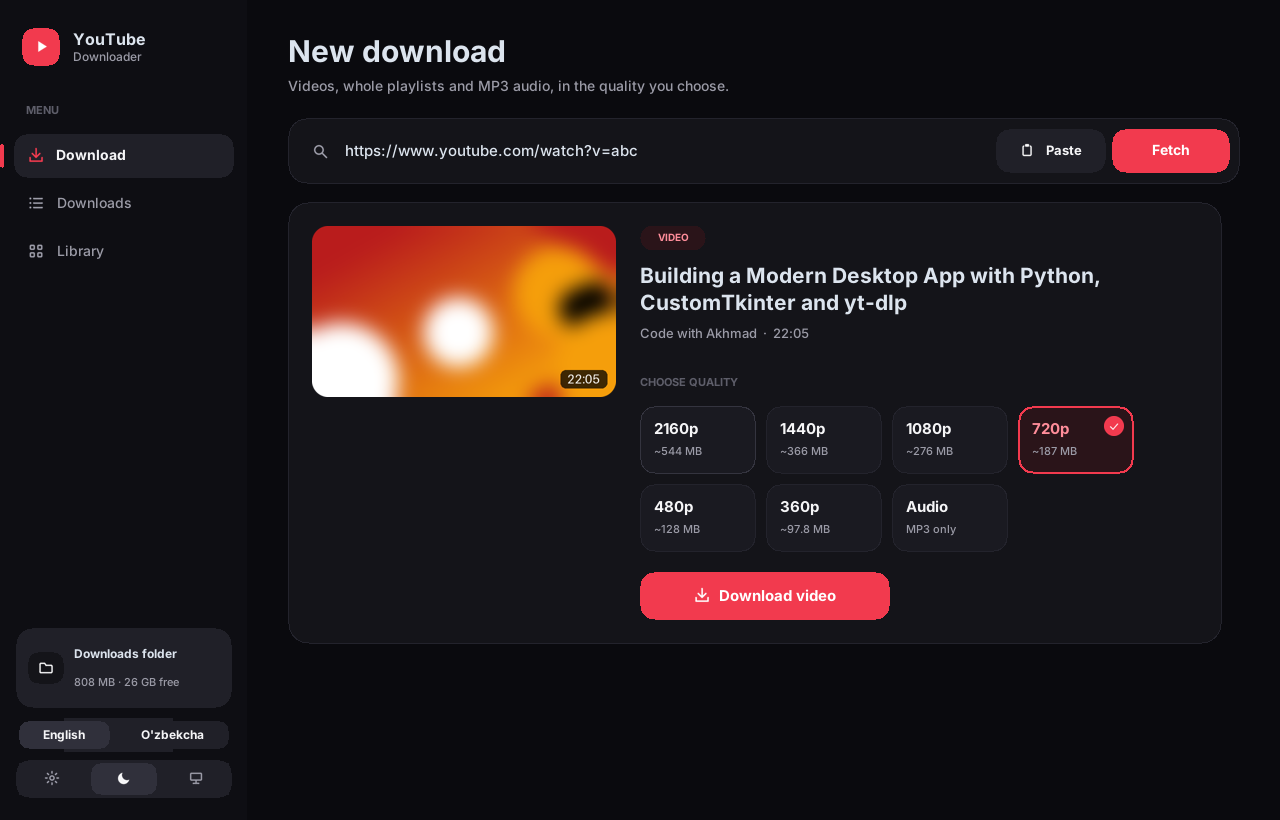 YouTube
Downloader
MENU
Download
Downloads
Library
Downloads folder
808 MB · 26 GB free
English
O'zbekcha
New download
Videos, whole playlists and MP3 audio, in the quality you choose.
https://www.youtube.com/watch?v=abc
Paste
Fetch
22:05
VIDEO
Building a Modern Desktop App with Python,
CustomTkinter and yt-dlp
Code with Akhmad · 22:05
CHOOSE QUALITY
2160p
~544 MB
1440p
~366 MB
1080p
~276 MB
720p
~187 MB
480p
~128 MB
360p
~97.8 MB
Audio
MP3 only
Download video